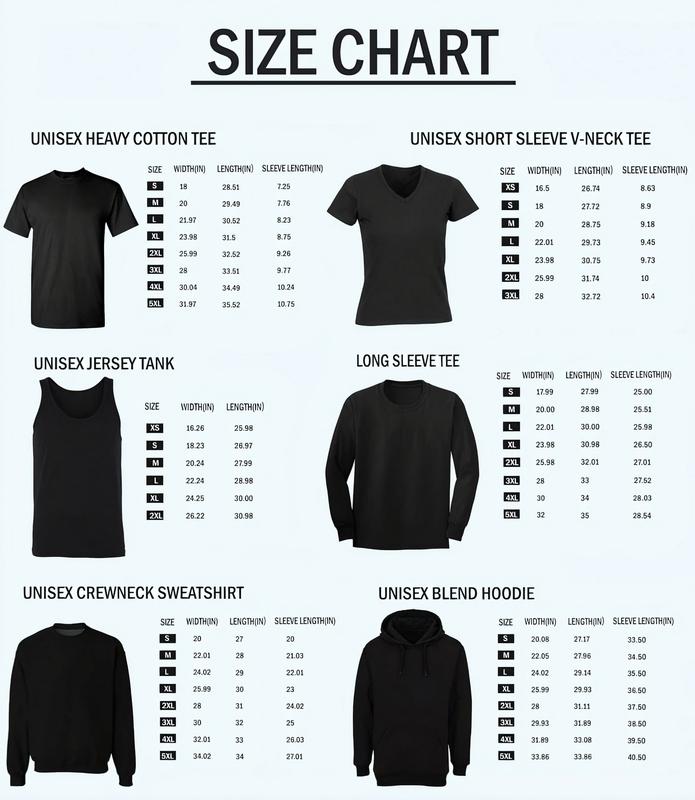 SIZE CHART
UNISEX HEAVY COTTON TEE
SIZE WIDTH(IN) LENGTH(IN) SLEEVE LENGTH(IN)
S 18 28.51 7.25
M 20 29.49 7.76
L 21.97 30.52 8.23
XL 23.98 31.5 8.75
2XL 25.99 32.52 9.26
3XL 28 33.51 9.77
4XL 30.04 34.49 10.24
5XL 31.97 35.52 10.75
UNISEX SHORT SLEEVE V-NECK TEE
SIZE WIDTH(IN) LENGTH(IN) SLEEVE LENGTH(IN)
XS 16.5 26.74 8.63
S 18 27.72 8.9
M 20 28.75 9.18
L 22.01 29.73 9.45
XL 23.98 30.75 9.73
2XL 25.99 31.74 10
3XL 28 32.72 10.4
UNISEX JERSEY TANK
SIZE WIDTH(IN) LENGTH(IN)
XS 16.26 25.98
S 18.23 26.97
M 20.24 27.99
L 22.24 28.98
XL 24.25 30.00
2XL 26.22 30.98
LONG SLEEVE TEE
SIZE WIDTH(IN) LENGTH(IN) SLEEVE LENGTH(IN)
S 17.99 27.99 25.00
M 20.00 28.98 25.51
L 22.01 30.00 25.98
XL 23.98 30.98 26.50
2XL 25.98 32.01 27.01
3XL 28 33 27.52
4XL 30 34 28.03
5XL 32 35 28.54
UNISEX CREWNECK SWEATSHIRT
SIZE WIDTH(IN) LENGTH(IN) SLEEVE LENGTH(IN)
S 20 27 20
M 22.01 28 21.03
L 24.02 29 22.01
XL 25.99 30 23
2XL 28 31 24.02
3XL 30 32 25
4XL 32.01 33 26.03
5XL 34.02 34 27.01
UNISEX BLEND HOODIE
SIZE WIDTH(IN) LENGTH(IN) SLEEVE LENGTH(IN)
S 20.08 27.17 33.50
M 22.05 27.96 34.50
L 24.02 29.14 35.50
XL 25.99 29.93 36.50
2XL 28 31.11 37.50
3XL 29.93 31.89 38.50
4XL 31.89 33.08 39.50
5XL 33.86 33.86 40.50